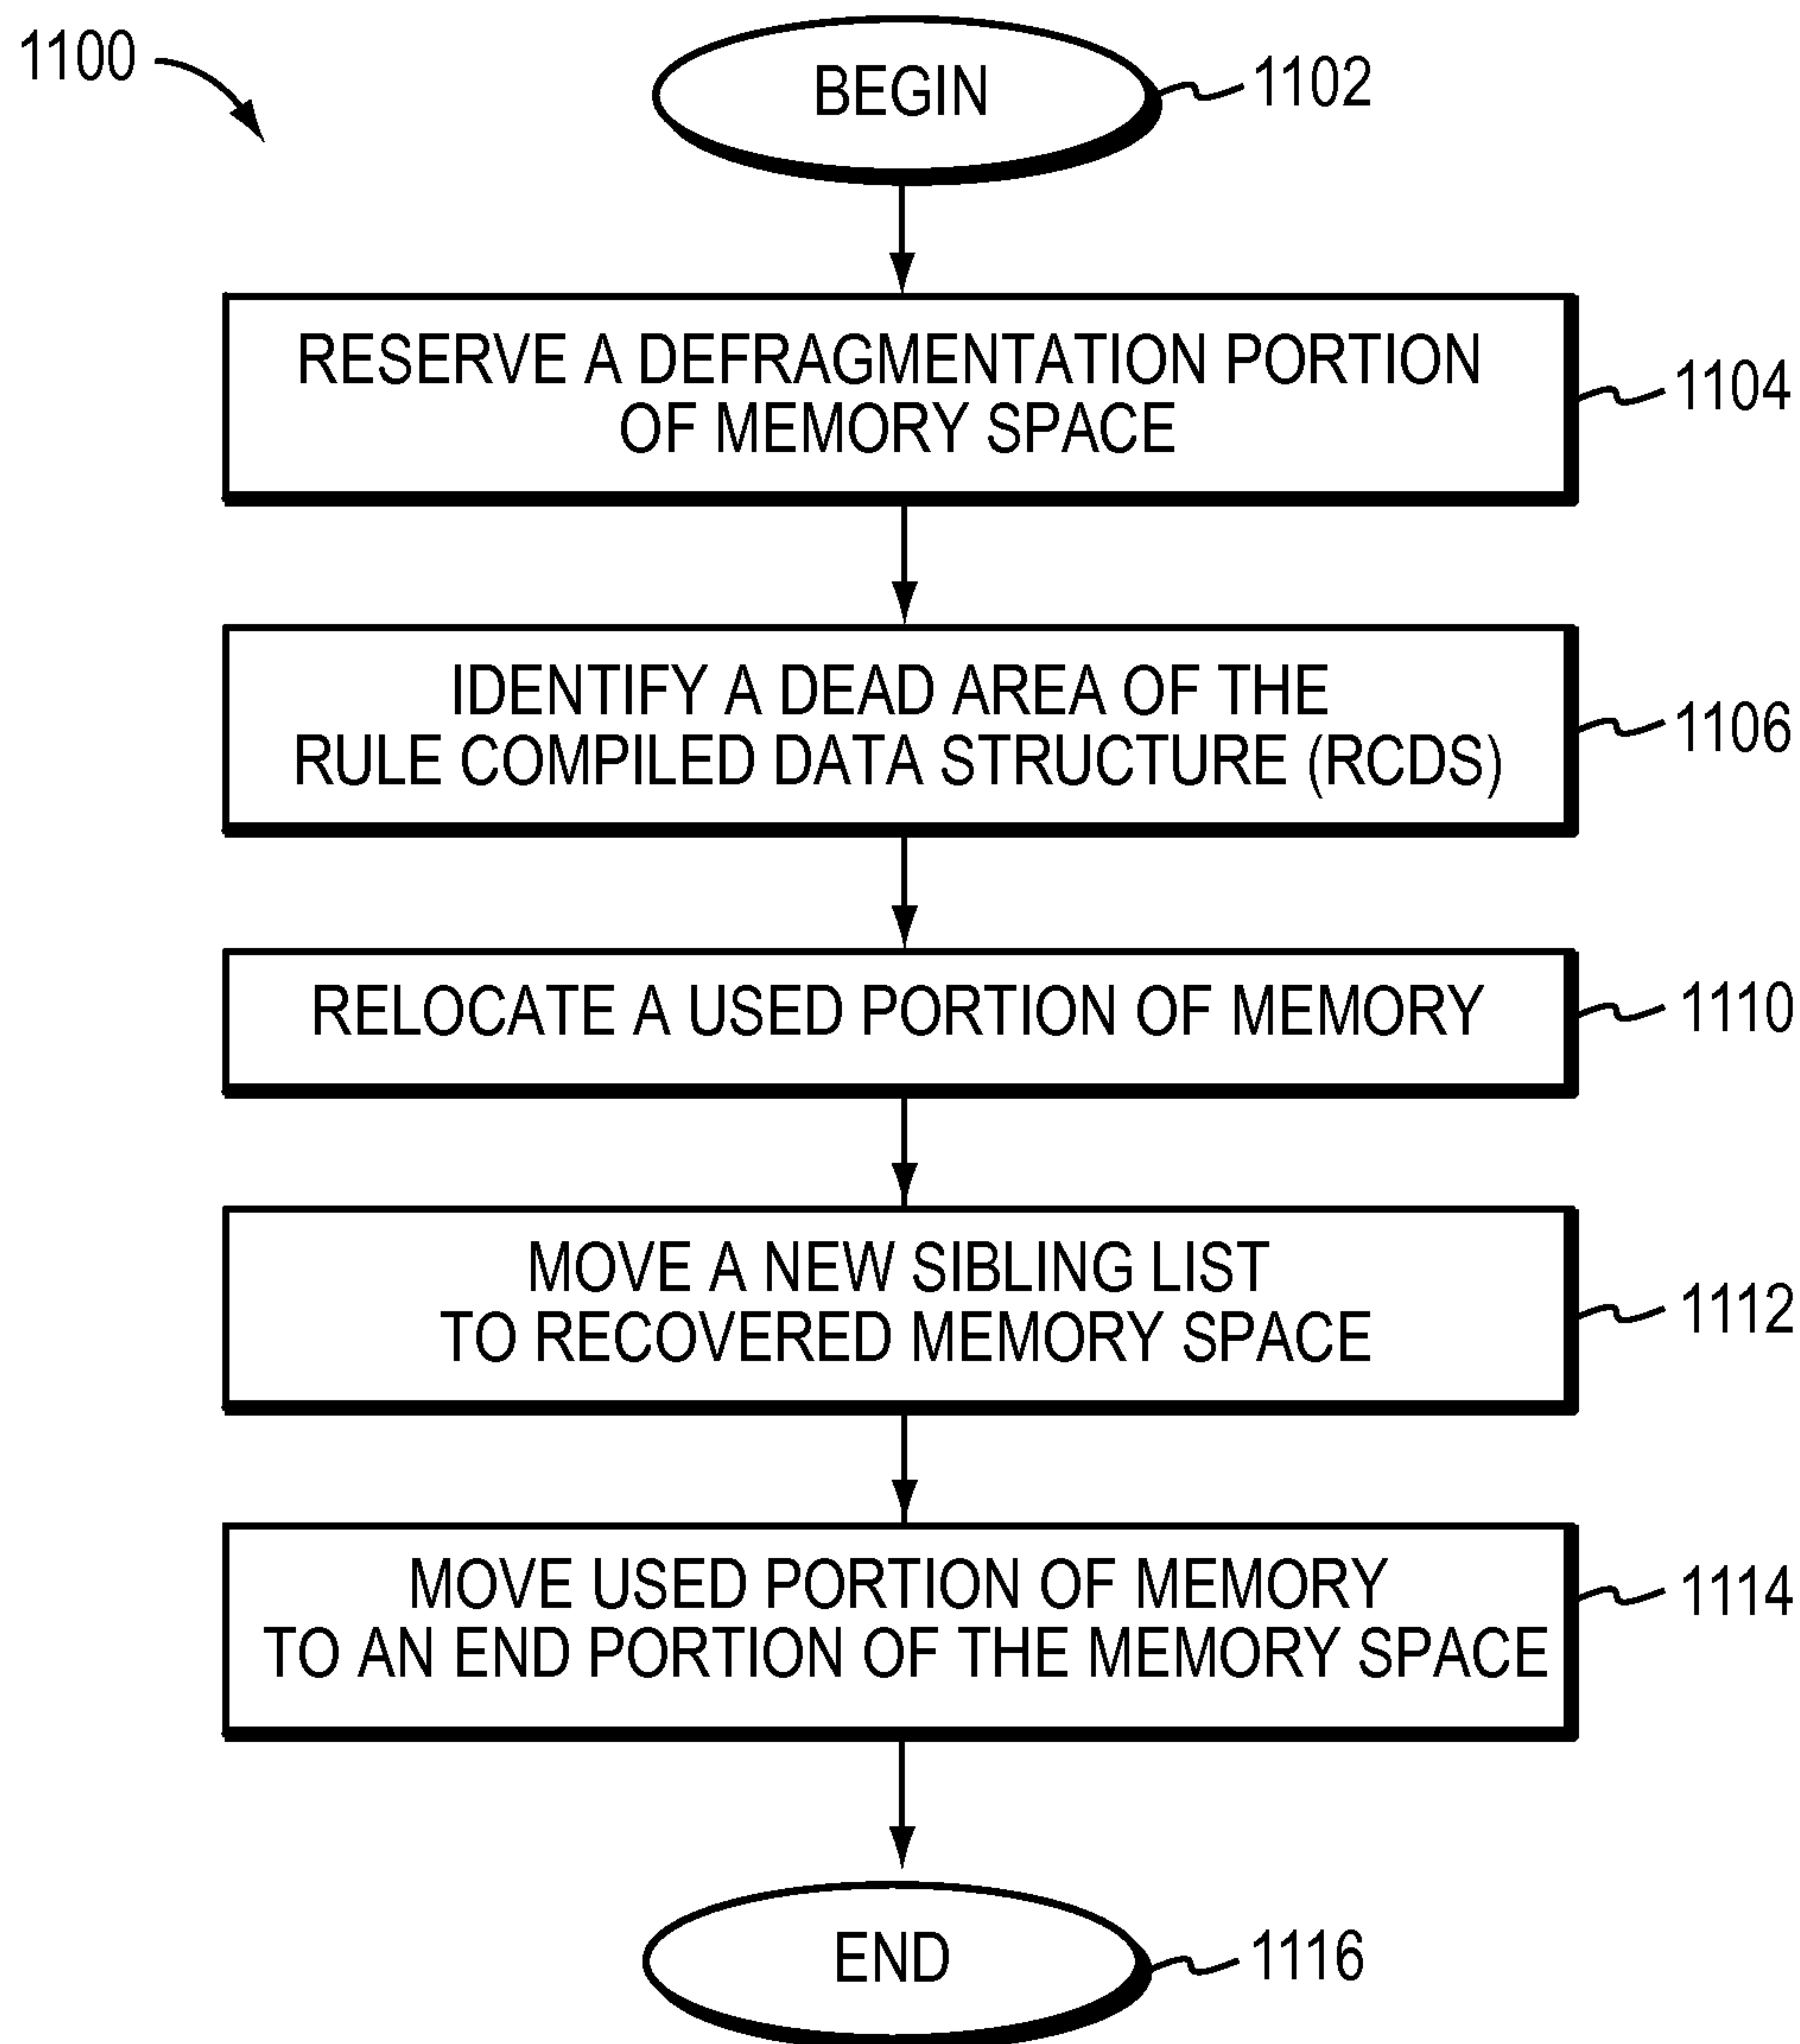 1100
BEGIN
1102
RESERVE A DEFRAGMENTATION PORTION
OF MEMORY SPACE
1104
IDENTIFY A DEAD AREA OF THE
RULE COMPILED DATA STRUCTURE (RCDS)
1106
RELOCATE A USED PORTION OF MEMORY
1110
MOVE A NEW SIBLING LIST
TO RECOVERED MEMORY SPACE
1112
MOVE USED PORTION OF MEMORY
TO AN END PORTION OF THE MEMORY SPACE
1114
END
1116